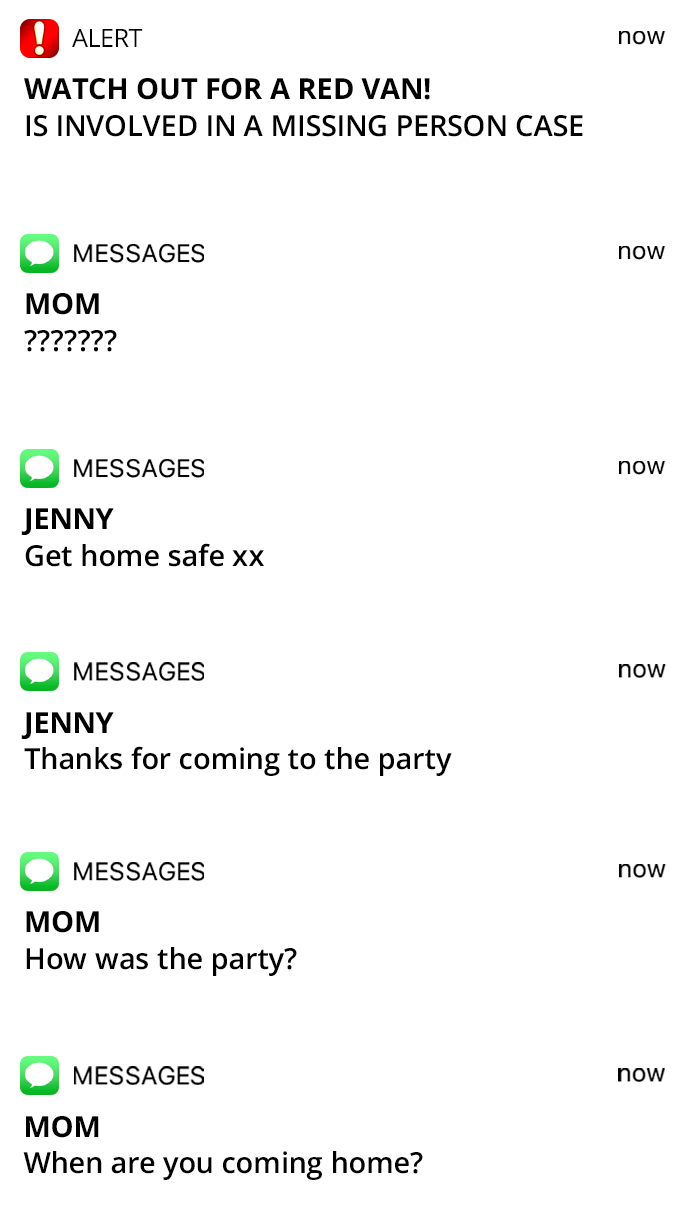 ALERT
now
WATCH OUT FOR A RED VAN!
IS INVOLVED IN A MISSING PERSON CASE
MESSAGES
now
MOM
???????
MESSAGES
now
JENNY
Get home safe xx
MESSAGES
now
JENNY
Thanks for coming to the party
MESSAGES
now
MOM
How was the party?
MESSAGES
now
MOM
When are you coming home?